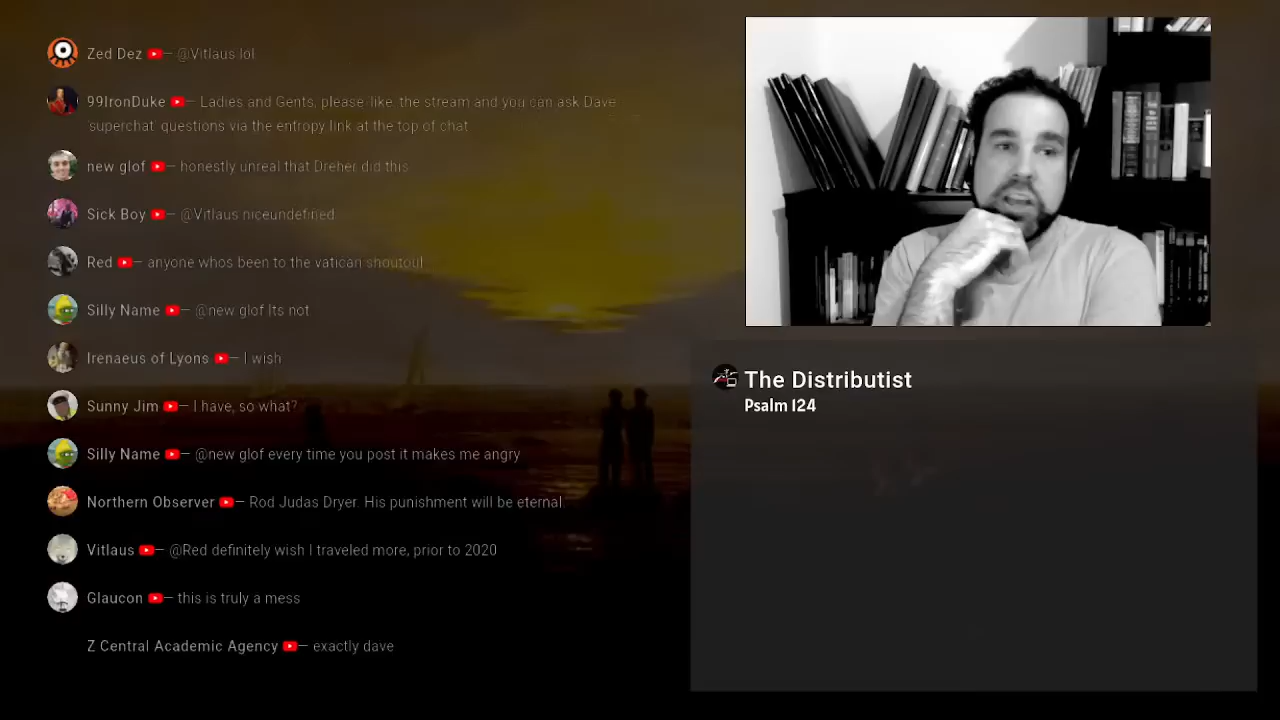 Zed Dez — @Vitlaus lol
99IronDuke — Ladies and Gents, please like, the stream and you can ask Dave
'superchat' questions via the entropy link at the top of chat
new glof — honestly unreal that Dreher did this
Sick Boy — @Vitlaus niceundefined
Red — anyone whos been to the vatican shoutout
Silly Name — @new glof Its not
Irenaeus of Lyons — I wish
Sunny Jim — I have, so what?
Silly Name — @new glof every time you post it makes me angry
Northern Observer — Rod Judas Dryer. His punishment will be eternal.
Vitlaus — @Red definitely wish I traveled more, prior to 2020
Glaucon — this is truly a mess
Z Central Academic Agency — exactly dave
The Distributist
Psalm 124